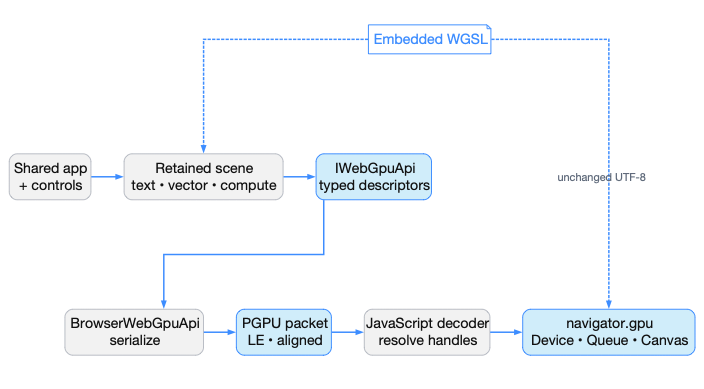 Embedded WGSL
Shared app
+ controls
Retained scene
text • vector • compute
IWebGpuApi
typed descriptors
unchanged UTF-8
BrowserWebGpuApi
serialize
PGPU packet
LE • aligned
JavaScript decoder
resolve handles
navigator.gpu
Device • Queue • Canvas